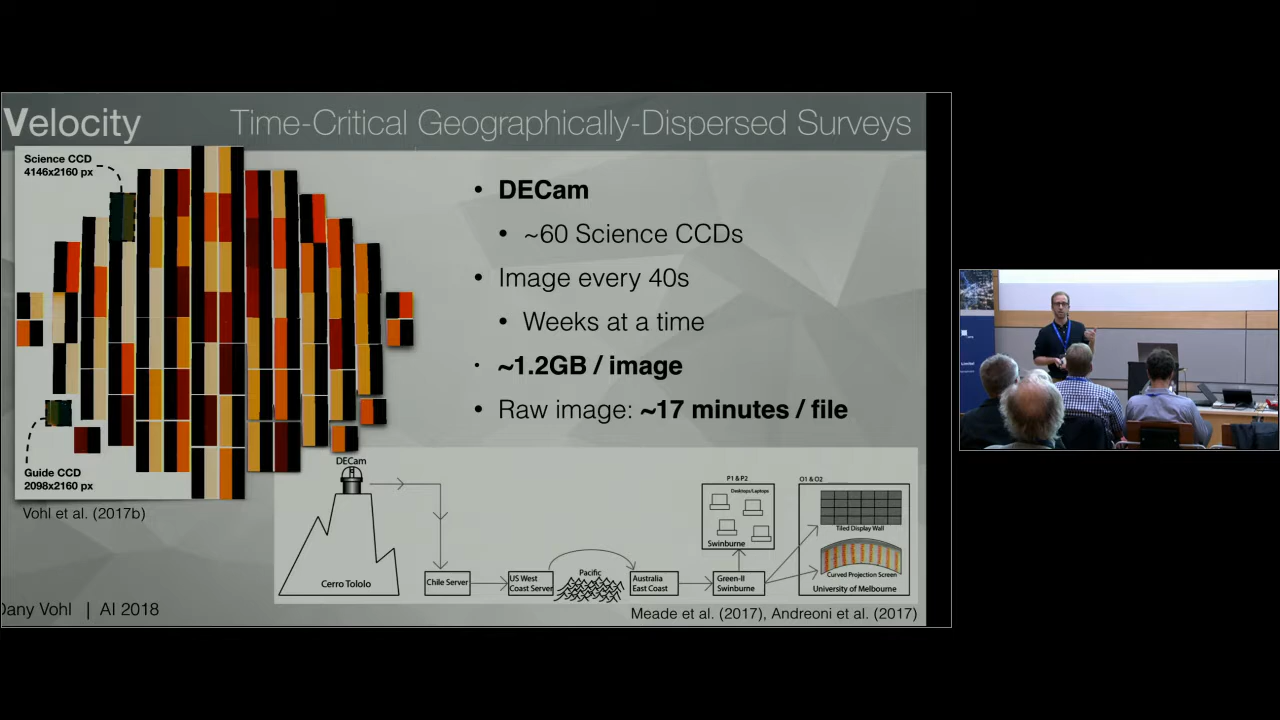 Velocity
Time-Critical Geographically-Dispersed Surveys
Science CCD
4146x2160 px
Guide CCD
2098x2160 px
Vohl et al. (2017b)
• DECam
• ~60 Science CCDs
• Image every 40s
• Weeks at a time
• ~1.2GB / image
• Raw image: ~17 minutes / file
DECam
Cerro Tololo
Chile Server
US West
Coast Server
Pacific
Australia
East Coast
Green-II
Swinburne
P1 & P2
Desktops/Laptops
Swinburne
O1 & O2
Tiled Display Wall
Curved Projection Screen
University of Melbourne
Dany Vohl | AI 2018
Meade et al. (2017), Andreoni et al. (2017)